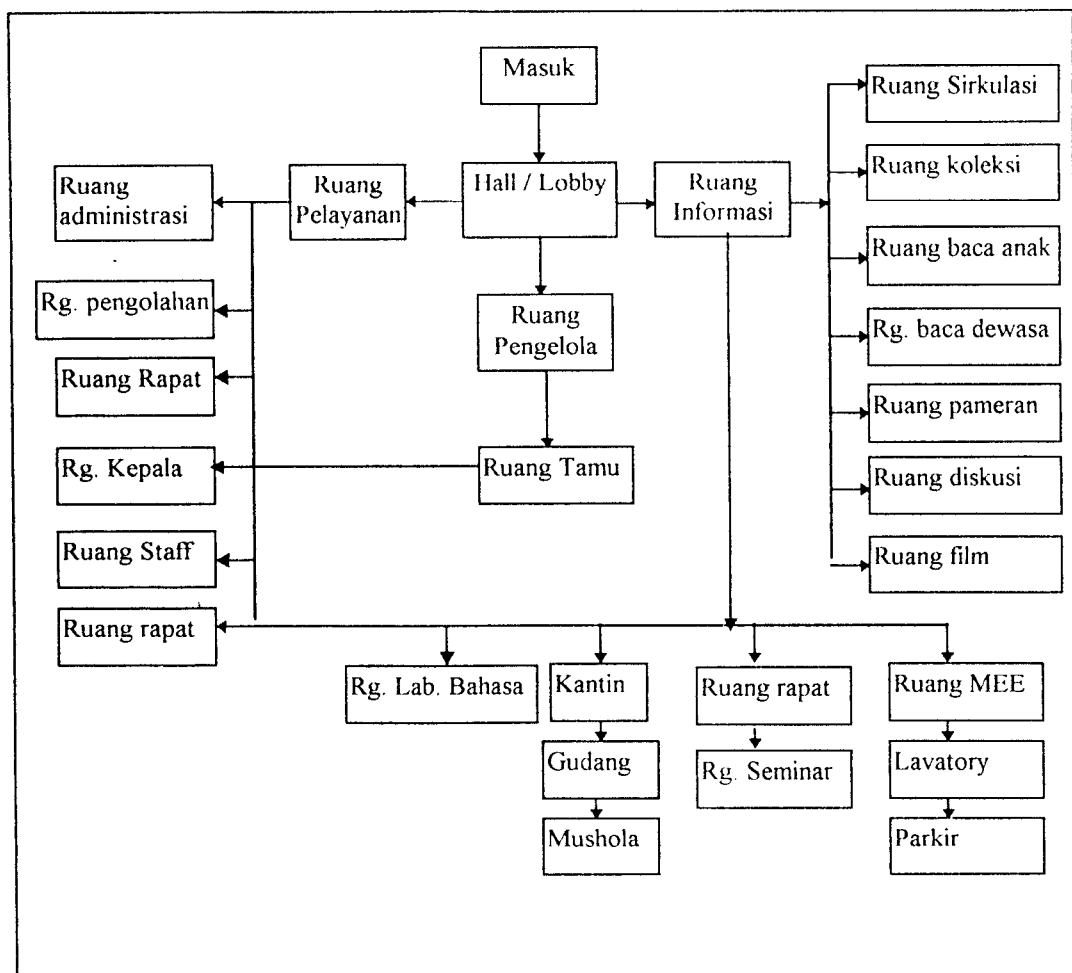 Masuk
Ruang Sirkulasi
Ruang koleksi
Ruang
administrasi
Ruang
Pelayanan
Hall / Lobby
Ruang
Informasi
Ruang baca anak
Rg. pengolahan
Ruang
Pengelola
Rg. baca dewasa
Ruang Rapat
Ruang pameran
Rg. Kepala
Ruang Tamu
Ruang diskusi
Ruang Staff
Ruang film
Ruang rapat
Rg. Lab. Bahasa
Kantin
Ruang rapat
Ruang MEE
Gudang
Rg. Seminar
Lavatory
Mushola
Parkir